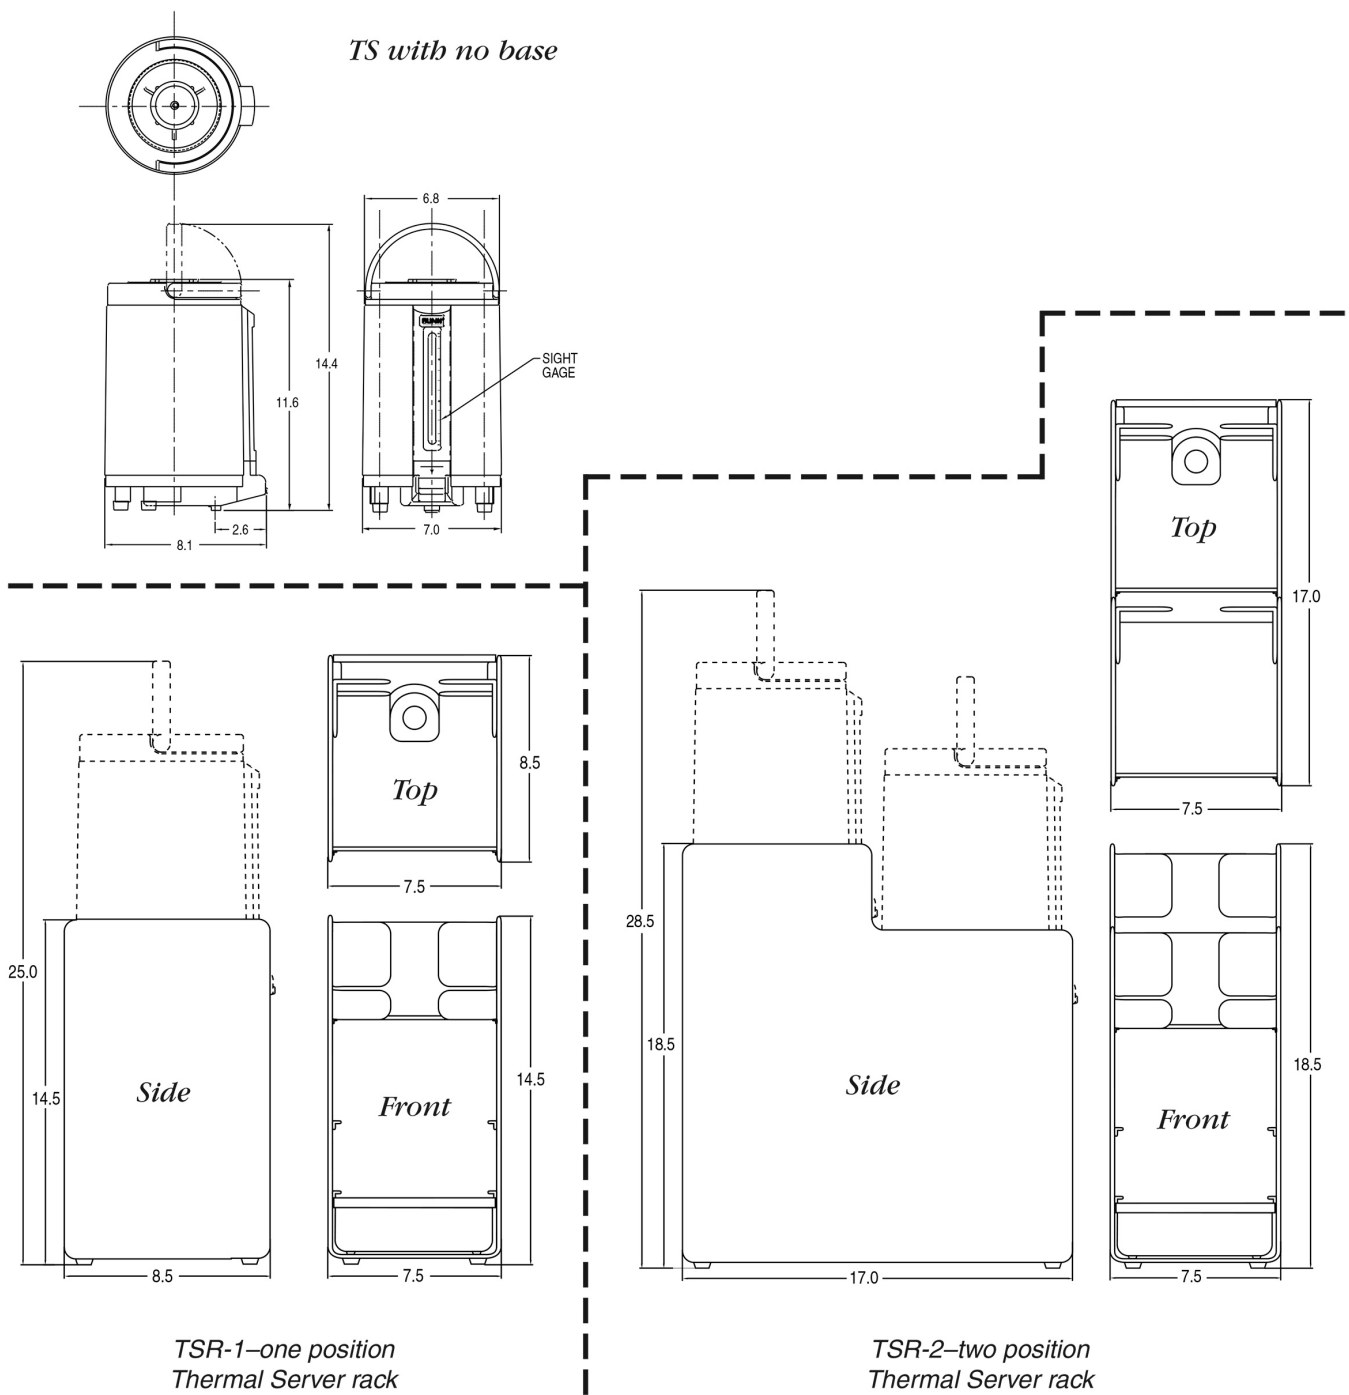 TS with no base
6.8
14.4
11.6
BUNN
SIGHT
GAGE
2.6
8.1
7.0
Top
17.0
7.5
25.0
14.5
Side
8.5
Top
8.5
7.5
Front
14.5
7.5
28.5
18.5
Side
17.0
Front
18.5
7.5
TSR-1–one position
Thermal Server rack
TSR-2–two position
Thermal Server rack